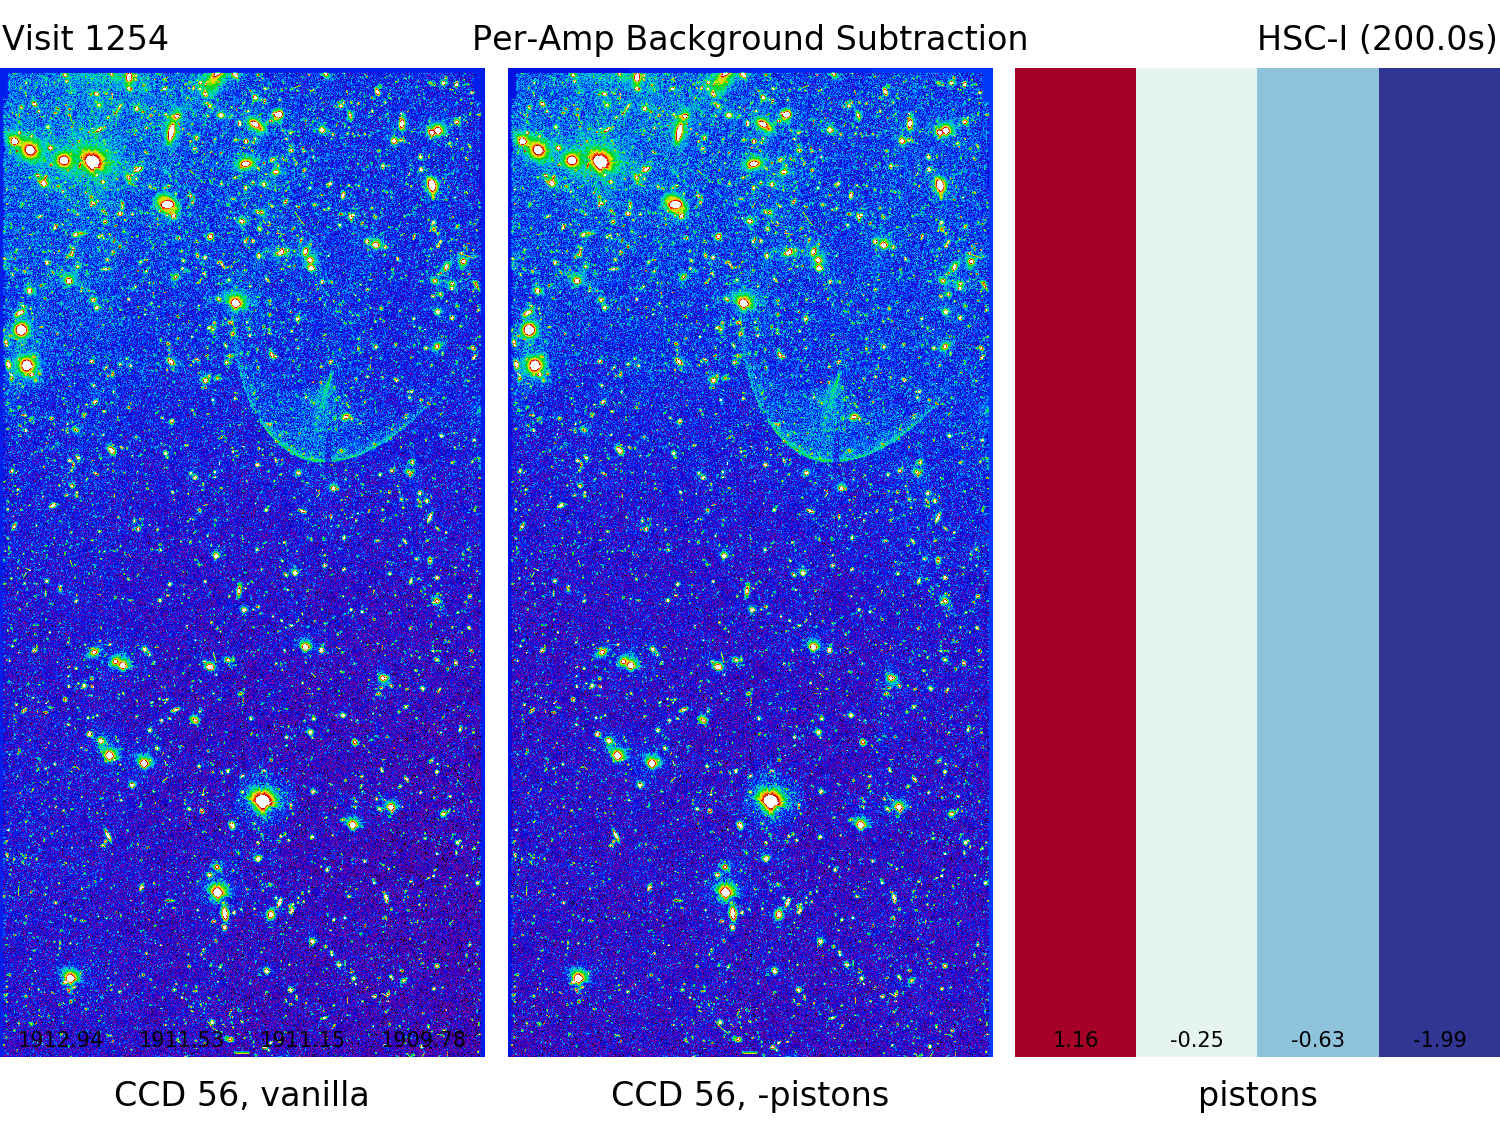 Visit 1254 Per-Amp Background Subtraction HSC-I (200.0s)
1912.94 1911.53 1911.15 1909.78 1.16 -0.25 -0.63 -1.99
CCD 56, vanilla CCD 56, -pistons pistons